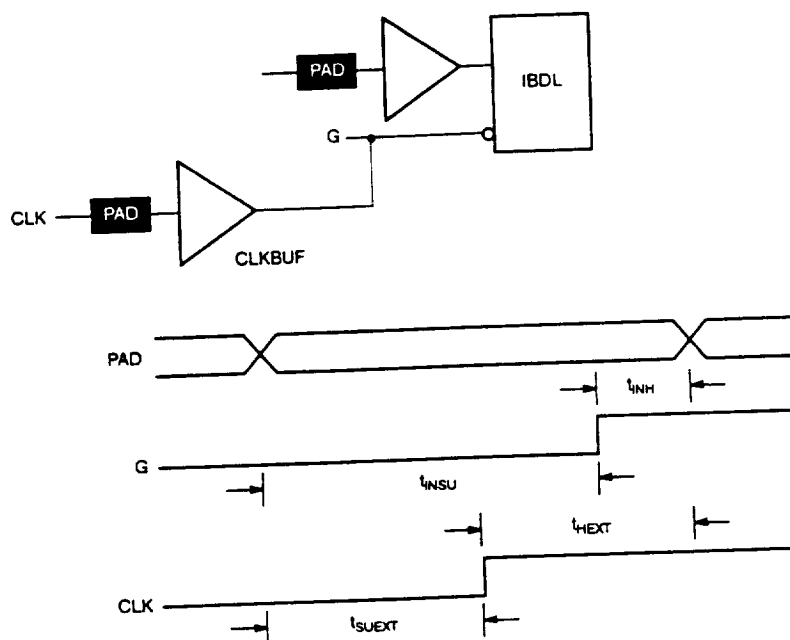 PAD
IBDL
G
CLK
PAD
CLKBUF
PAD
tINH
G
tINSU
tHEXT
CLK
tSUEXT